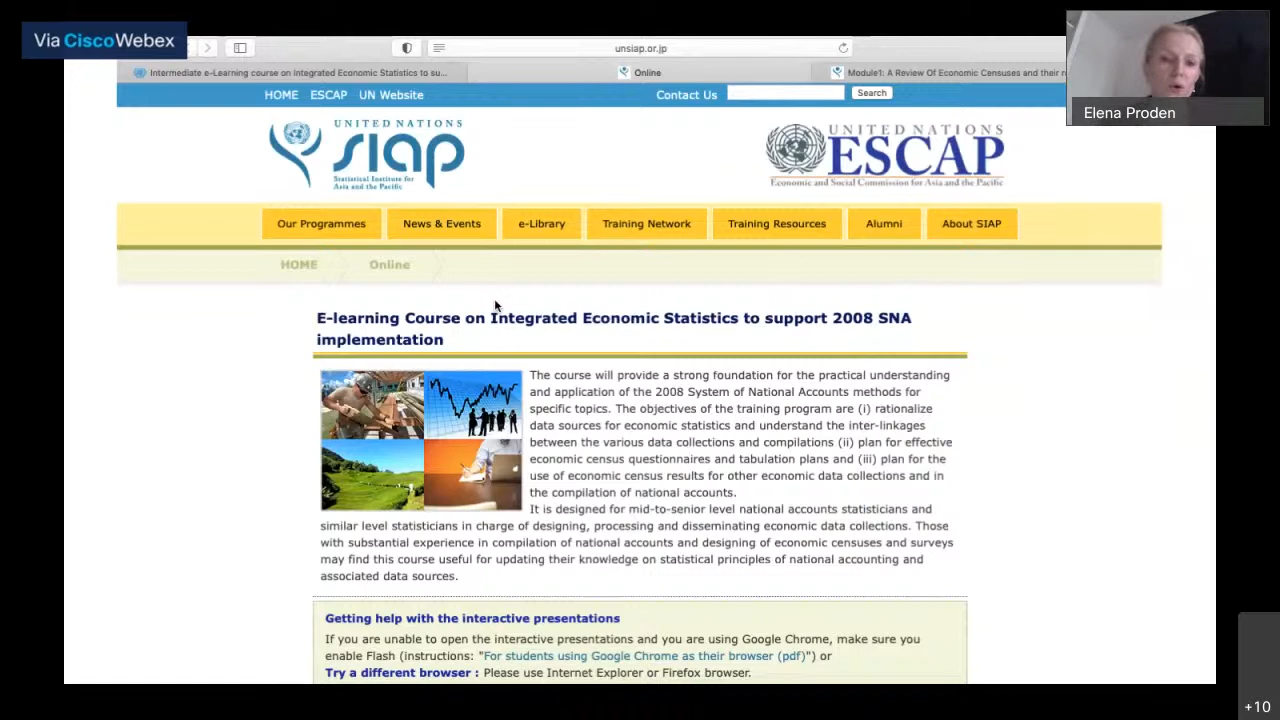 Via Cisco Webex
unsiap.or.jp
Intermediate e-Learning course on Integrated Economic Statistics to su...
Online
Module1: A Review Of Economic Censuses and their r
Elena Proden
HOME ESCAP UN Website
Contact Us
Search
UNITED NATIONS
siap
Statistical Institute for
Asia and the Pacific
UNITED NATIONS
ESCAP
Economic and Social Commission for Asia and the Pacific
Our Programmes
News & Events
e-Library
Training Network
Training Resources
Alumni
About SIAP
HOME
Online
E-learning Course on Integrated Economic Statistics to support 2008 SNA
implementation
The course will provide a strong foundation for the practical understanding
and application of the 2008 System of National Accounts methods for
specific topics. The objectives of the training program are (i) rationalize
data sources for economic statistics and understand the inter-linkages
between the various data collections and compilations (ii) plan for effective
economic census questionnaires and tabulation plans and (iii) plan for the
use of economic census results for other economic data collections and in
the compilation of national accounts.
It is designed for mid-to-senior level national accounts statisticians and
similar level statisticians in charge of designing, processing and disseminating economic data collections. Those
with substantial experience in compilation of national accounts and designing of economic censuses and surveys
may find this course useful for updating their knowledge on statistical principles of national accounting and
associated data sources.
Getting help with the interactive presentations
If you are unable to open the interactive presentations and you are using Google Chrome, make sure you
enable Flash (instructions: "For students using Google Chrome as their browser (pdf)") or
Try a different browser : Please use Internet Explorer or Firefox browser.
+10